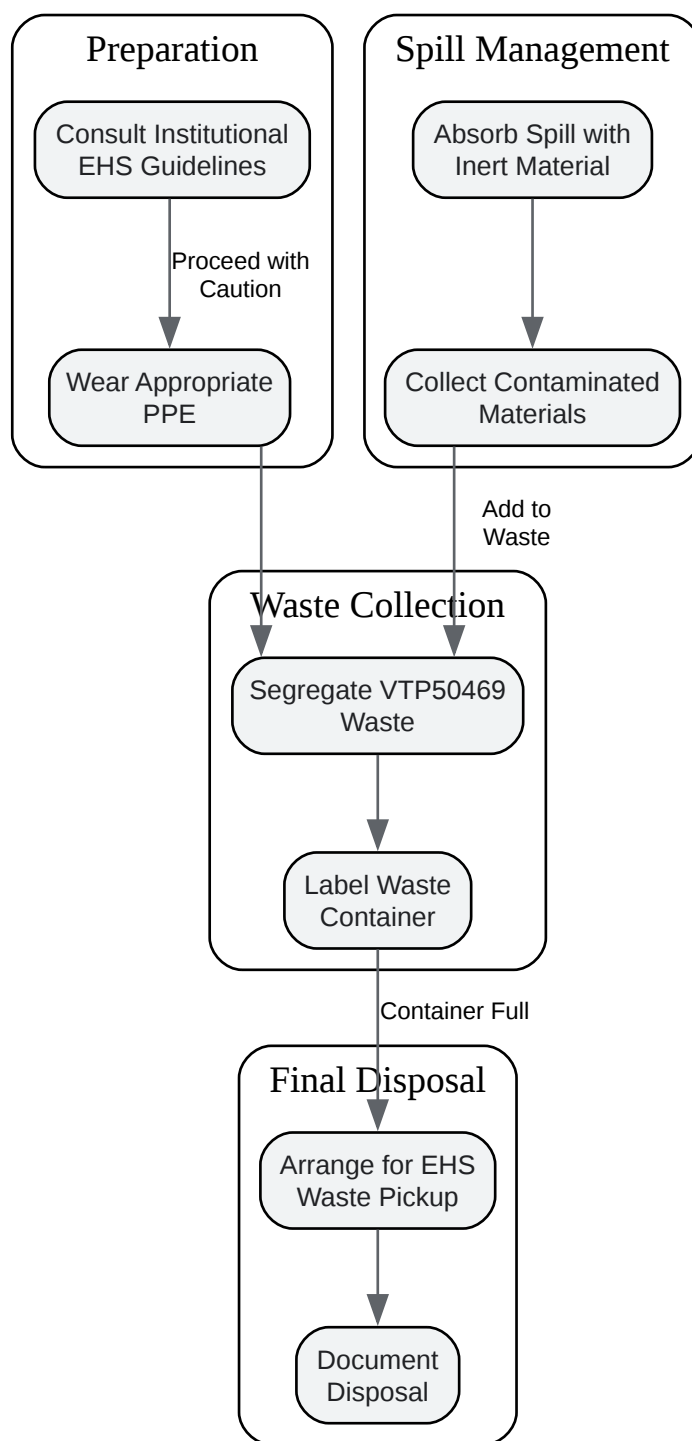 Preparation
Consult Institutional
EHS Guidelines
Proceed with
Caution
Wear Appropriate
PPE
Spill Management
Absorb Spill with
Inert Material
Collect Contaminated
Materials
Add to
Waste
Waste Collection
Segregate VTP50469
Waste
Label Waste
Container
Container Full
Final Disposal
Arrange for EHS
Waste Pickup
Document
Disposal